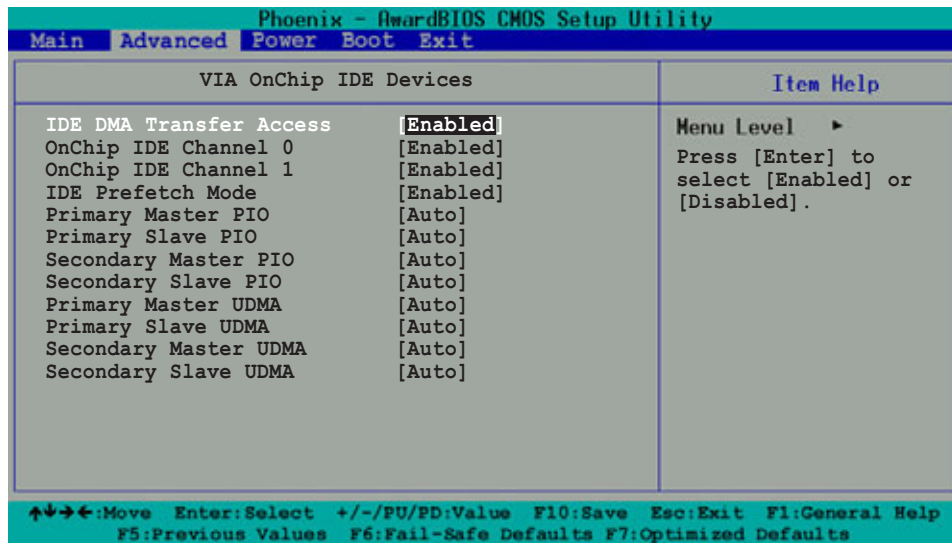 Phoenix - AwardBIOS CMOS Setup Utility
Main Advanced Power Boot Exit
VIA OnChip IDE Devices
Item Help
IDE DMA Transfer Access [Enabled]
OnChip IDE Channel 0 [Enabled]
OnChip IDE Channel 1 [Enabled]
IDE Prefetch Mode [Enabled]
Primary Master PIO [Auto]
Primary Slave PIO [Auto]
Secondary Master PIO [Auto]
Secondary Slave PIO [Auto]
Primary Master UDMA [Auto]
Primary Slave UDMA [Auto]
Secondary Master UDMA [Auto]
Secondary Slave UDMA [Auto]
Menu Level ►
Press [Enter] to
select [Enabled] or
[Disabled].
↑↓→←:Move Enter:Select +/-/PU/PD:Value F10:Save Esc:Exit F1:General Help
F5:Previous Values F6:Fail-Safe Defaults F7:Optimized Defaults